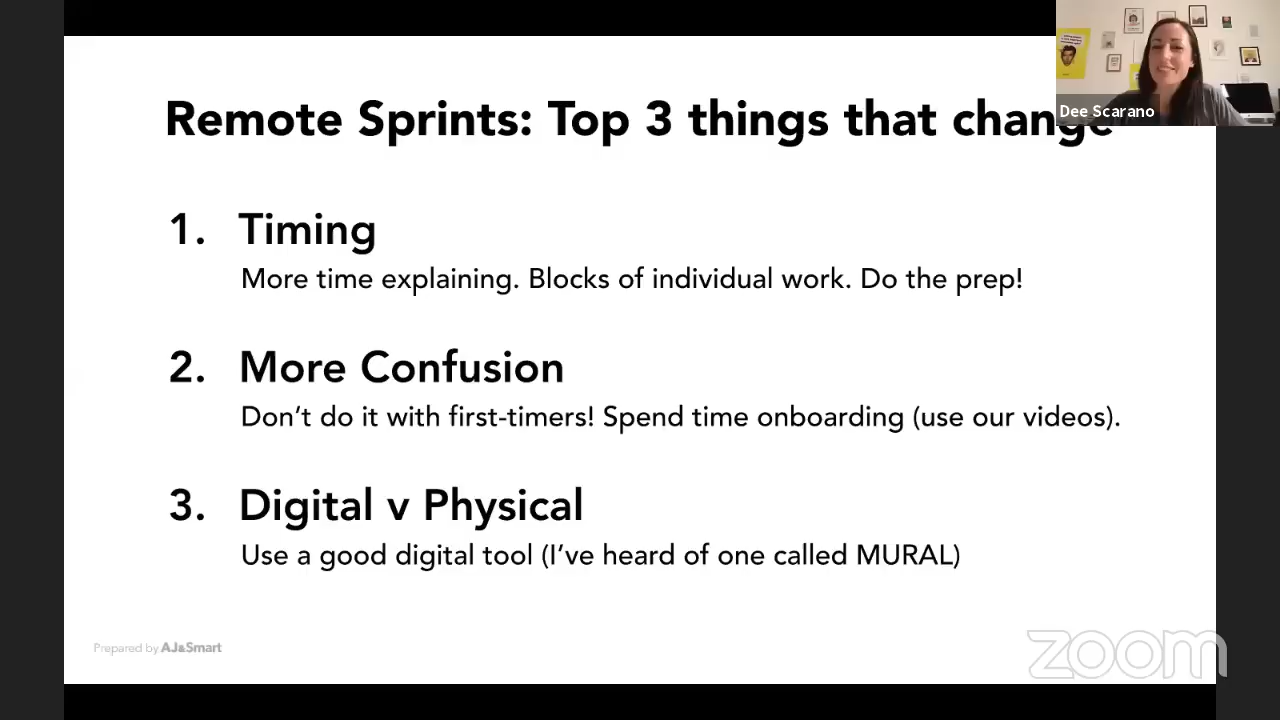 Remote Sprints: Top 3 things that change
Dee Scarano
1. Timing
More time explaining. Blocks of individual work. Do the prep!
2. More Confusion
Don’t do it with first-timers! Spend time onboarding (use our videos).
3. Digital v Physical
Use a good digital tool (I’ve heard of one called MURAL)
Prepared by AJ&Smart
zoom